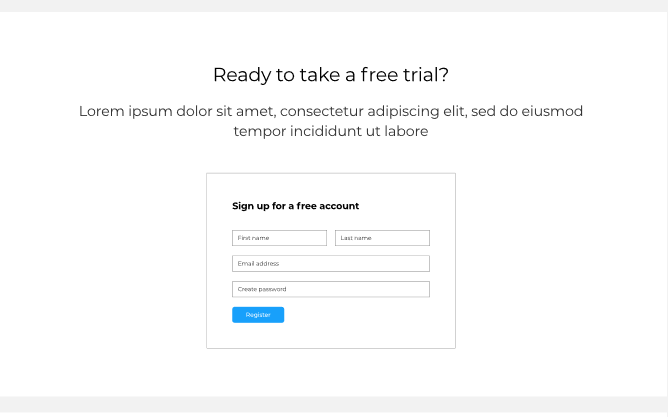 Ready to take a free trial?
Lorem ipsum dolor sit amet, consectetur adipiscing elit, sed do eiusmod
tempor incididunt ut labore
Sign up for a free account
First name
Last name
Email address
Create password
Register